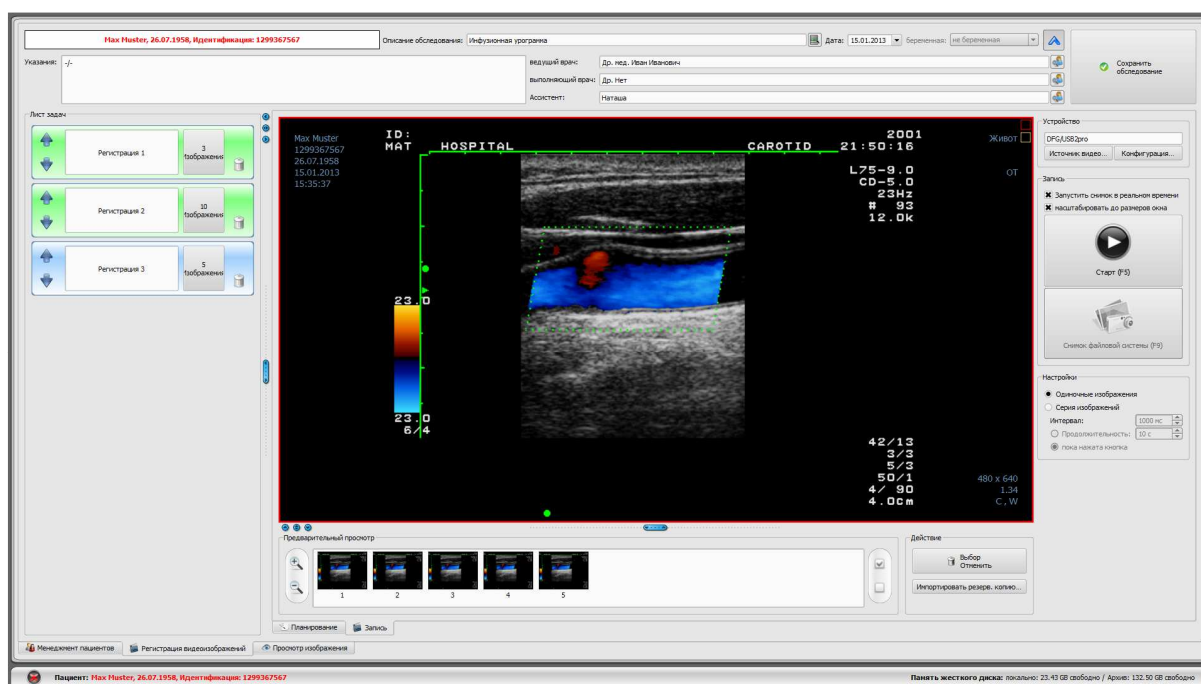 Max Muster, 26.07.1958, Идентификация: 1299367567
Описание обследования: Инфузионная урограмма
Дата: 15.01.2013 беременная: не беременная
Указания: -/-
ведущий врач: Др. мед. Иван Иванович
выполняющий врач: Др. Нет
Ассистент: Наташа
Сохранить
обследование
Лист задач
Регистрация 1
3
Изображения
Регистрация 2
10
Изображения
Регистрация 3
5
Изображения
Max Muster
1299367567
26.07.1958
15.01.2013
15:35:37
ID:
MAT HOSPITAL CAROTID
2001
21:50:16
L75-9.0
CD-5.0
23Hz
# 93
12.0k
Живот
ОТ
23.0
23.0
6/4
42/13
3/3
5/3
50/1
4/ 90
4.0cm
480 x 640
1.34
C, W
Устройство
DFG/USB2pro
Источник видео... Конфигурация...
Запись
Запустить снимок в реальном времени
масштабировать до размеров окна
Старт (F5)
Снимок файловой системы (F9)
Настройки
Одиночные изображения
Серия изображений
Интервал: 1000 мс
Продолжительность: 10 с
пока нажата кнопка
Предварительный просмотр
1 2 3 4 5
Действие
Выбор
Отменить
Импортировать резерв. копию...
Планирование Запись
Менеджмент пациентов Регистрация видеоизображений Просмотр изображения
Пациент: Max Muster, 26.07.1958, Идентификация: 1299367567
Память жесткого диска: локально: 23.43 GB свободно / Архив: 132.50 GB свободно